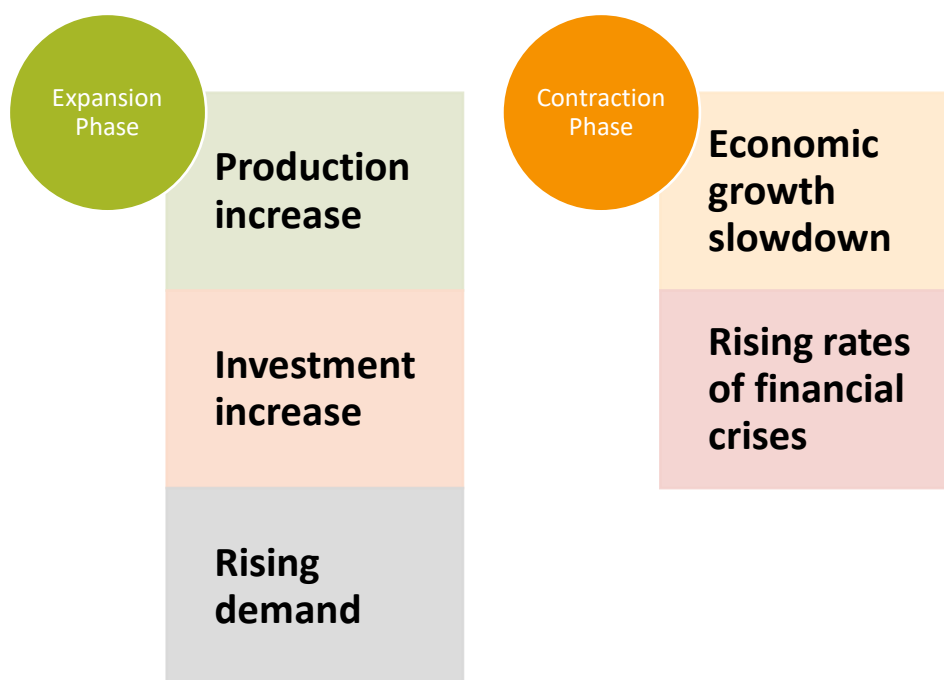 Expansion
Phase
Production
increase
Investment
increase
Rising
demand
Contraction
Phase
Economic
growth
slowdown
Rising rates
of financial
crises